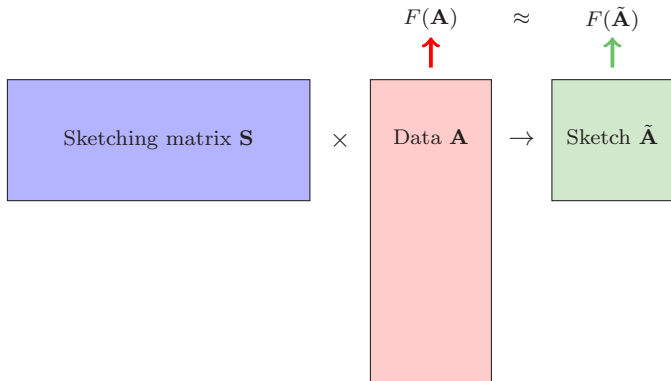 F(𝐀) ≈ F(𝐀̃)
Sketching matrix 𝐒 × Data 𝐀 → Sketch 𝐀̃